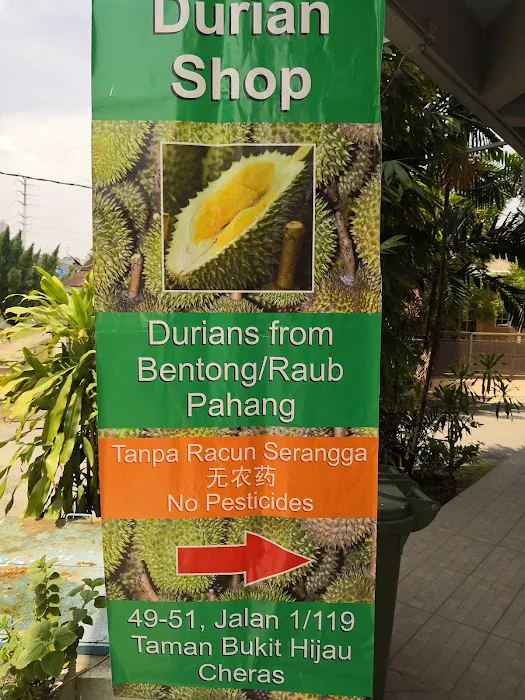 Durian
Shop
Durians from
Bentong/Raub
Pahang
Tanpa Racun Serangga
无农药
No Pesticides
49-51, Jalan 1/119
Taman Bukit Hijau
Cheras